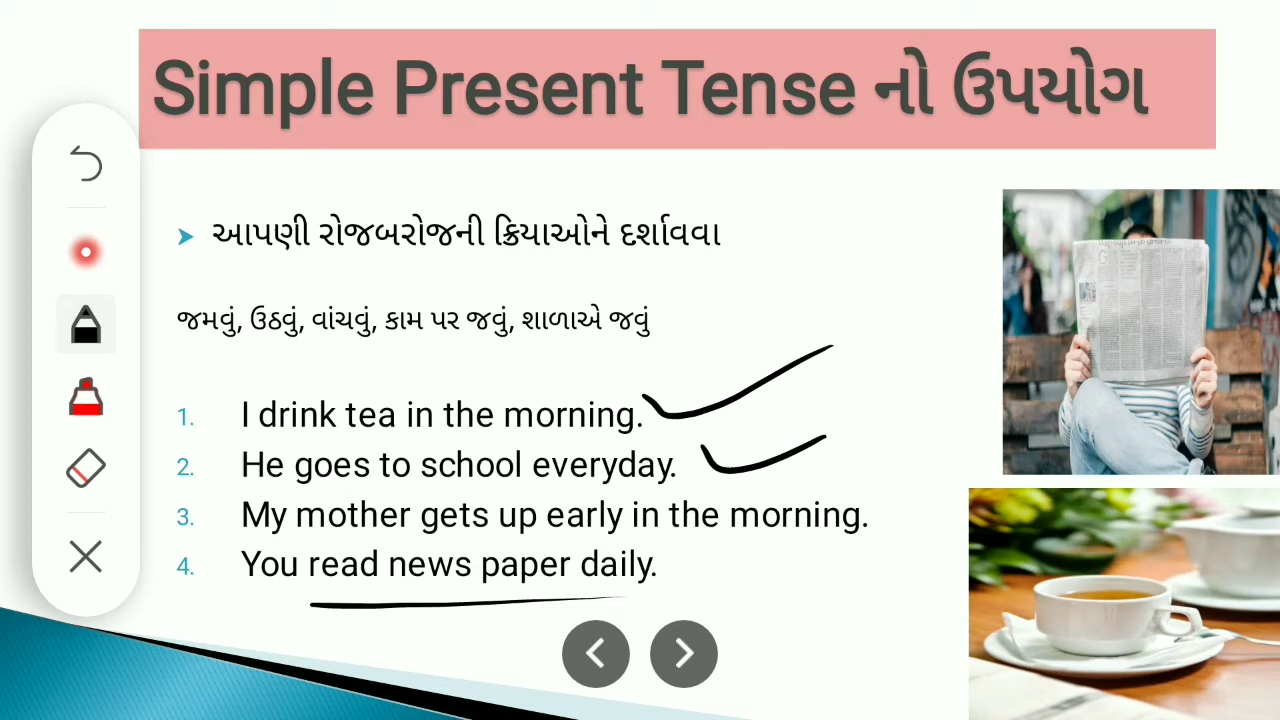 Simple Present Tense નો ઉપયોગ
આપણી રોજબરોજની ક્રિયાઓને દર્શાવવા
જમવું, ઉઠવું, વાંચવું, કામ પર જવું, શાળાએ જવું
1. I drink tea in the morning.
2. He goes to school everyday.
3. My mother gets up early in the morning.
4. You read news paper daily.